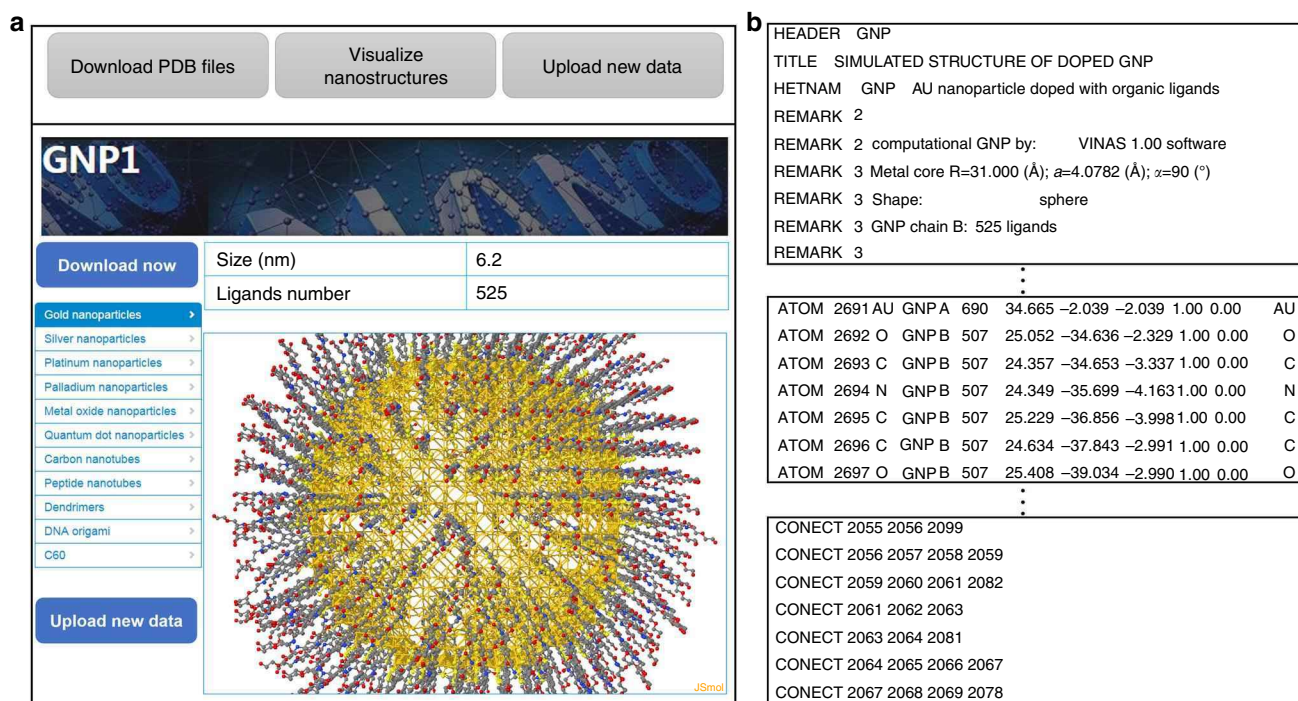 a
Download PDB files
Visualize
nanostructures
Upload new data
GNP1
Download now
Size (nm) 6.2
Ligands number 525
Gold nanoparticles >
Silver nanoparticles >
Platinum nanoparticles >
Palladium nanoparticles >
Metal oxide nanoparticles >
Quantum dot nanoparticles >
Carbon nanotubes >
Peptide nanotubes >
Dendrimers >
DNA origami >
C60 >
Upload new data
JSmol
b
HEADER GNP
TITLE SIMULATED STRUCTURE OF DOPED GNP
HETNAM GNP AU nanoparticle doped with organic ligands
REMARK 2
REMARK 2 computational GNP by: VINAS 1.00 software
REMARK 3 Metal core R=31.000 (Å); a=4.0782 (Å); α=90 (°)
REMARK 3 Shape: sphere
REMARK 3 GNP chain B: 525 ligands
REMARK 3
ATOM 2691 AU GNP A 690 34.665 −2.039 −2.039 1.00 0.00 AU
ATOM 2692 O GNP B 507 25.052 −34.636 −2.329 1.00 0.00 O
ATOM 2693 C GNP B 507 24.357 −34.653 −3.337 1.00 0.00 C
ATOM 2694 N GNP B 507 24.349 −35.699 −4.163 1.00 0.00 N
ATOM 2695 C GNP B 507 25.229 −36.856 −3.998 1.00 0.00 C
ATOM 2696 C GNP B 507 24.634 −37.843 −2.991 1.00 0.00 C
ATOM 2697 O GNP B 507 25.408 −39.034 −2.990 1.00 0.00 O
CONECT 2055 2056 2099
CONECT 2056 2057 2058 2059
CONECT 2059 2060 2061 2082
CONECT 2061 2062 2063
CONECT 2063 2064 2081
CONECT 2064 2065 2066 2067
CONECT 2067 2068 2069 2078